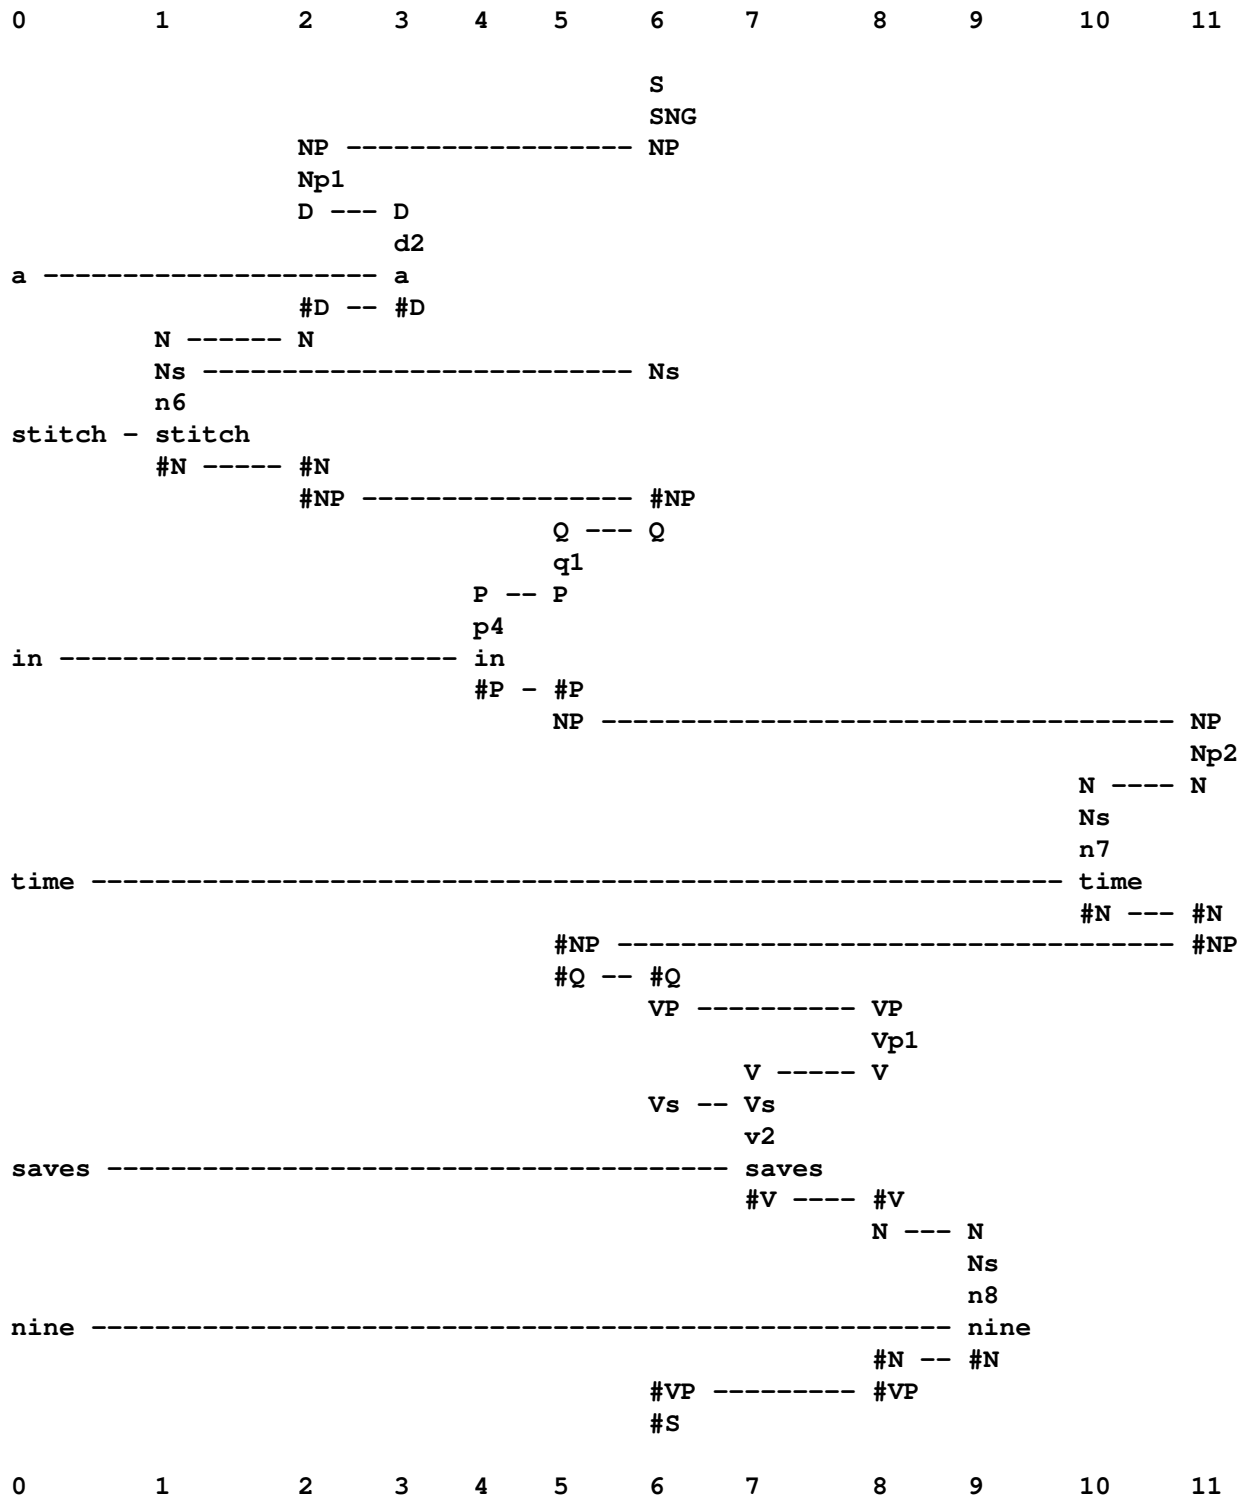 0 1 2 3 4 5 6 7 8 9 10 11
S
SNG
NP ------------------ NP
Np1
D --- D
d2
a --------------------- a
#D -- #D
N ------ N
Ns --------------------------- Ns
n6
stitch - stitch
#N ----- #N
#NP ----------------- #NP
Q --- Q
q1
P -- P
p4
in ------------------------- in
#P - #P
NP ------------------------------------ NP
Np2
N ---- N
Ns
n7
time ------------------------------------------------------------- time
#N --- #N
#NP ----------------------------------- #NP
#Q -- #Q
VP ---------- VP
Vp1
V ----- V
Vs -- Vs
v2
saves --------------------------------------- saves
#V ---- #V
N --- N
Ns
n8
nine ------------------------------------------------------ nine
#N -- #N
#VP --------- #VP
#S
0 1 2 3 4 5 6 7 8 9 10 11